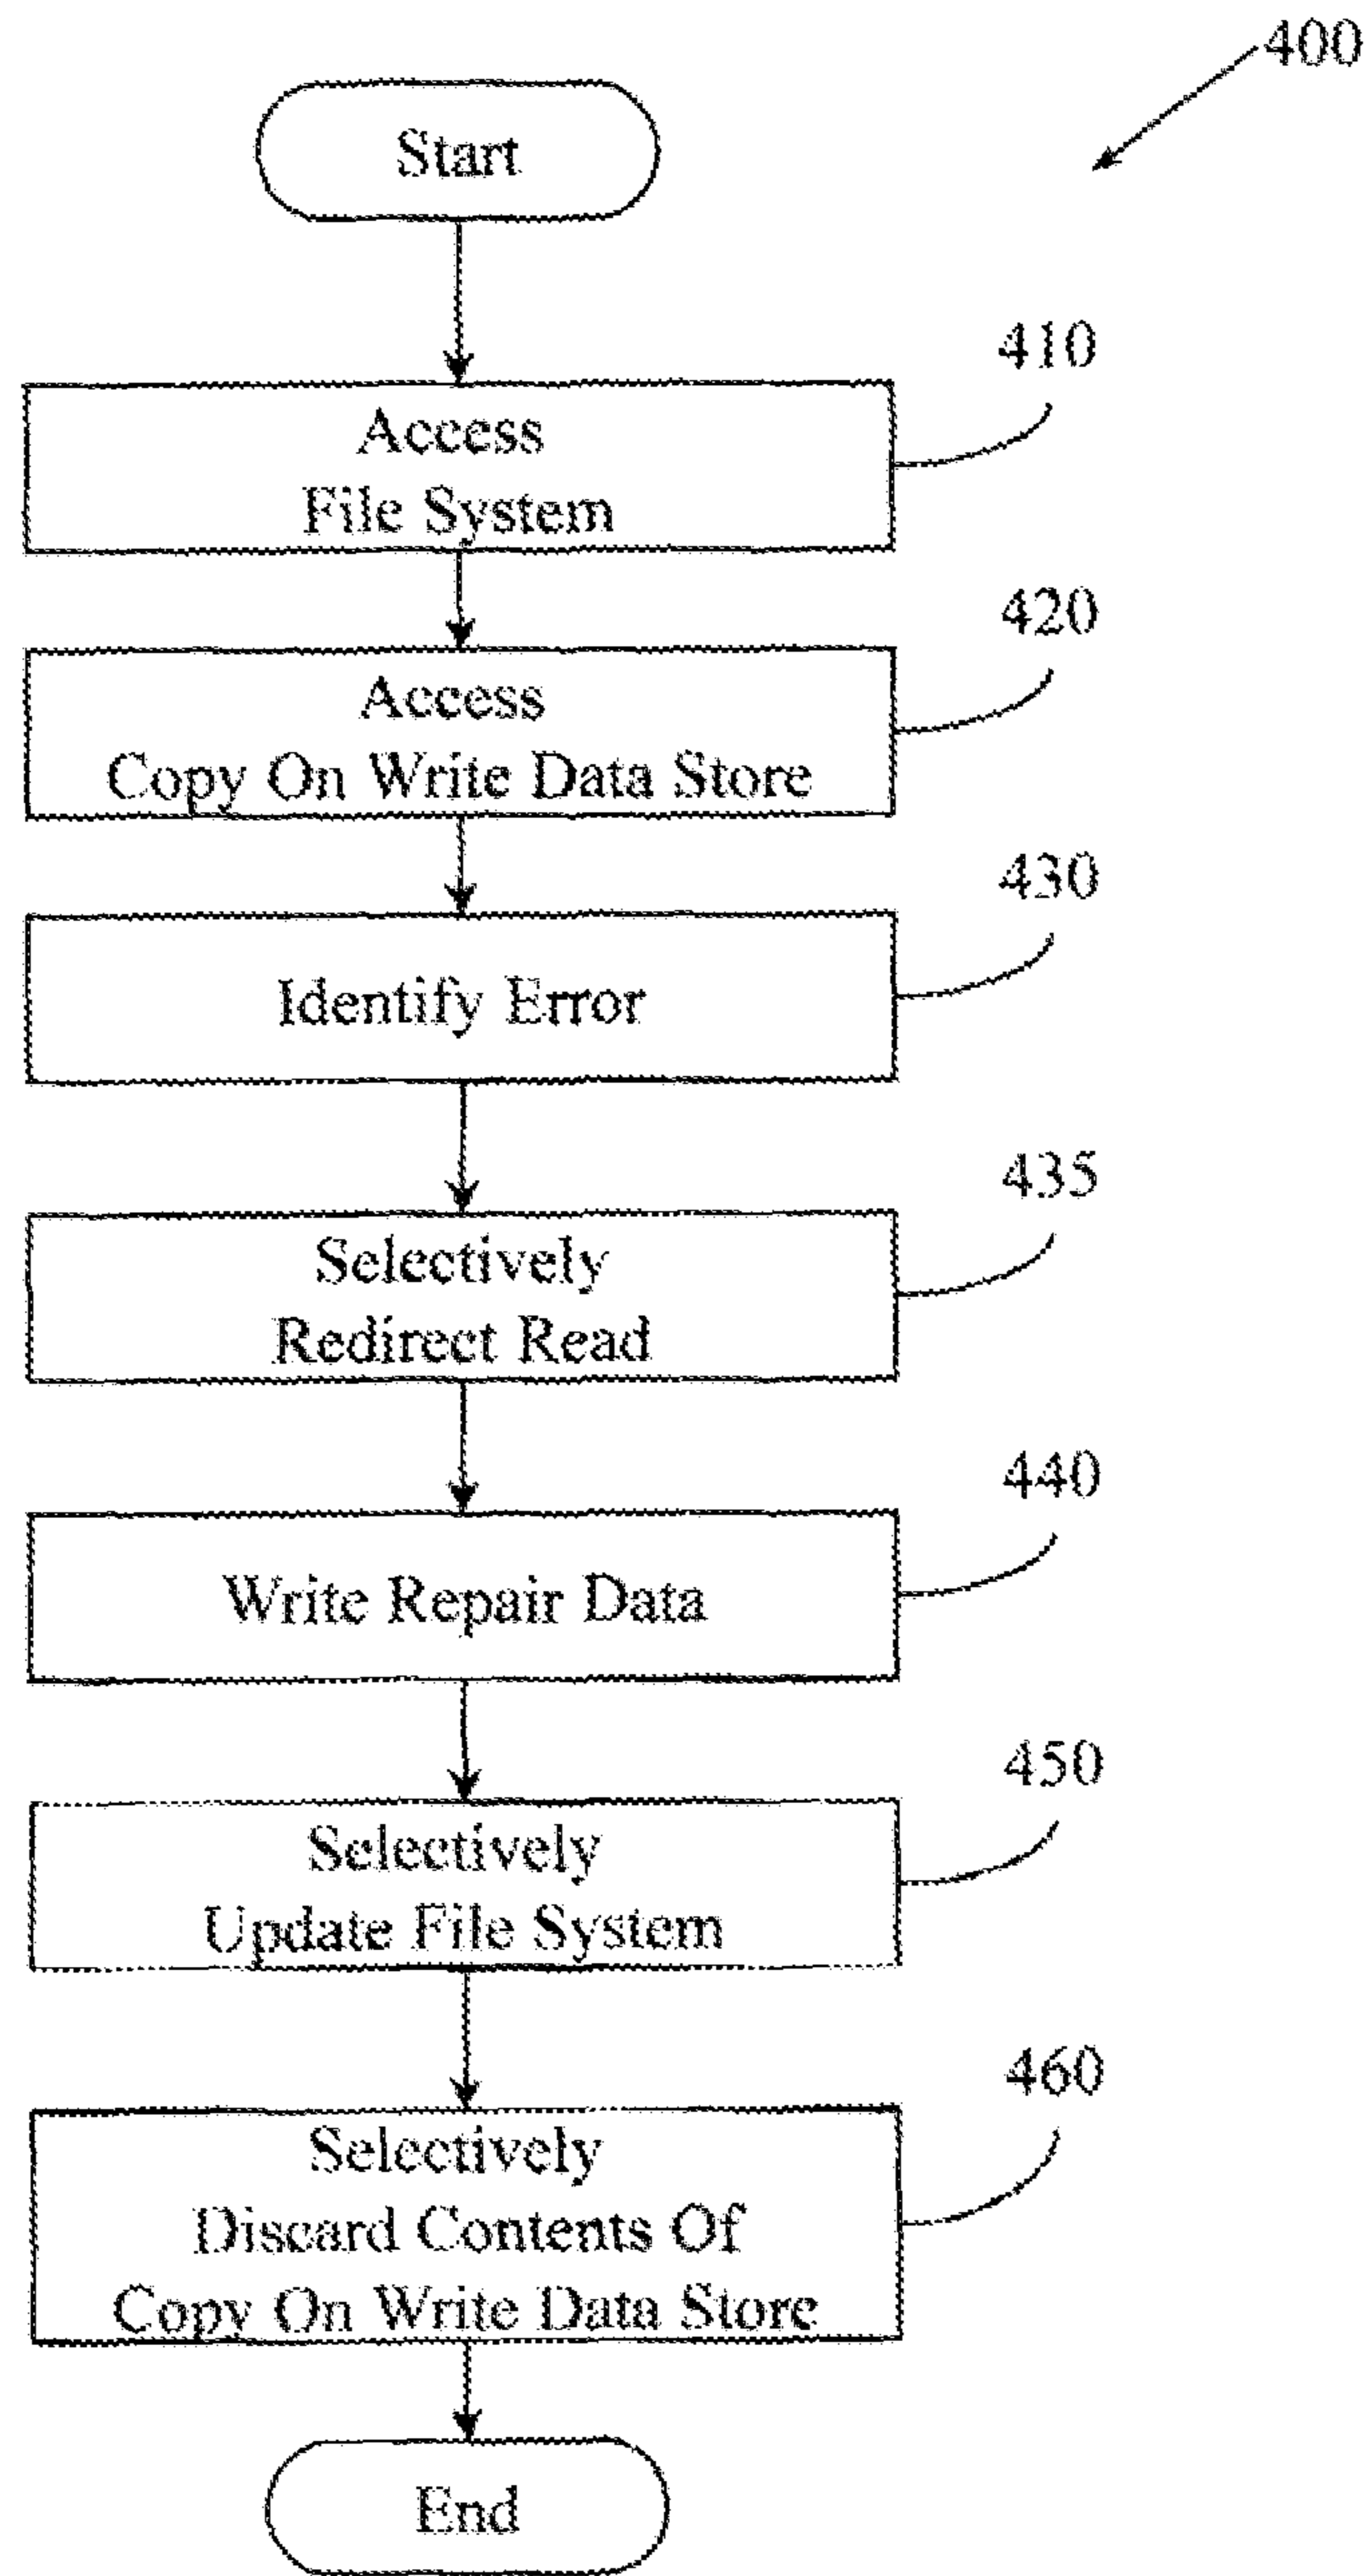 400
Start
410
Access
File System
420
Access
Copy On Write Data Store
430
Identify Error
435
Selectively
Redirect Read
440
Write Repair Data
450
Selectively
Update File System
460
Selectively
Discard Contents Of
Copy On Write Data Store
End